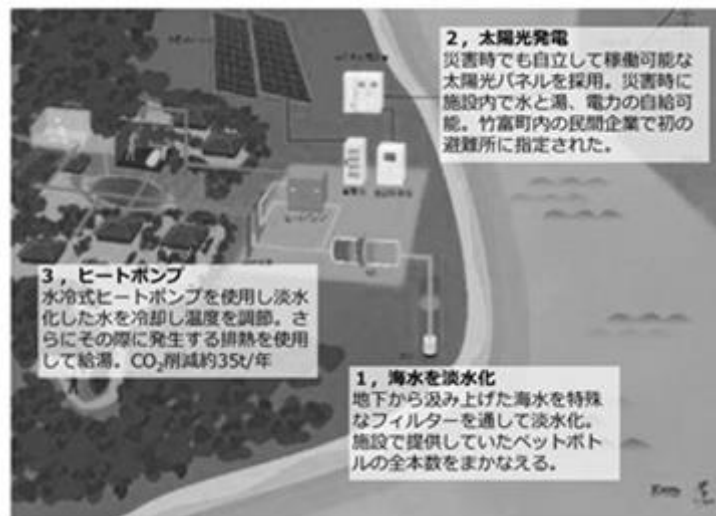 2，太陽光発電
災害時でも自立して稼働可能な
太陽光パネルを採用。災害時に
施設内で水と湯、電力の自給可
能。竹富町内の民間企業で初の
避難所に指定された。
3，ヒートポンプ
水冷式ヒートポンプを使用し淡水
化した水を冷却し温度を調節。さ
らにその際に発生する排熱を使用
して給湯。CO₂削減約35t/年
1，海水を淡水化
地下から汲み上げた海水を特殊
なフィルターを通して淡水化。
施設で提供していたペットボト
ルの全本数をまかなえる。